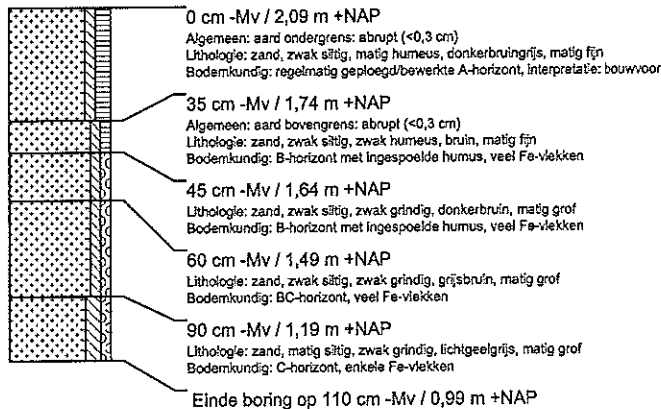 0 cm -Mv / 2,09 m +NAP
Algemeen: aard ondergrens: abrupt (<0,3 cm)
Lithologie: zand, zwak siltig, matig humeus, donkerbruingrijs, matig fijn
Bodemkundig: regelmatig geploegd/bewerkte A-horizont, interpretatie: bouwvoor
35 cm -Mv / 1,74 m +NAP
Algemeen: aard bovengrens: abrupt (<0,3 cm)
Lithologie: zand, zwak siltig, zwak humeus, bruin, matig fijn
Bodemkundig: B-horizont met ingespoelde humus, veel Fe-vlekken
45 cm -Mv / 1,64 m +NAP
Lithologie: zand, zwak siltig, zwak grindig, donkerbruin, matig grof
Bodemkundig: B-horizont met ingespoelde humus, veel Fe-vlekken
60 cm -Mv / 1,49 m +NAP
Lithologie: zand, zwak siltig, zwak grindig, grijsbruin, matig grof
Bodemkundig: BC-horizont, veel Fe-vlekken
90 cm -Mv / 1,19 m +NAP
Lithologie: zand, matig siltig, zwak grindig, lichtgeelgrijs, matig grof
Bodemkundig: C-horizont, enkele Fe-vlekken
Einde boring op 110 cm -Mv / 0,99 m +NAP